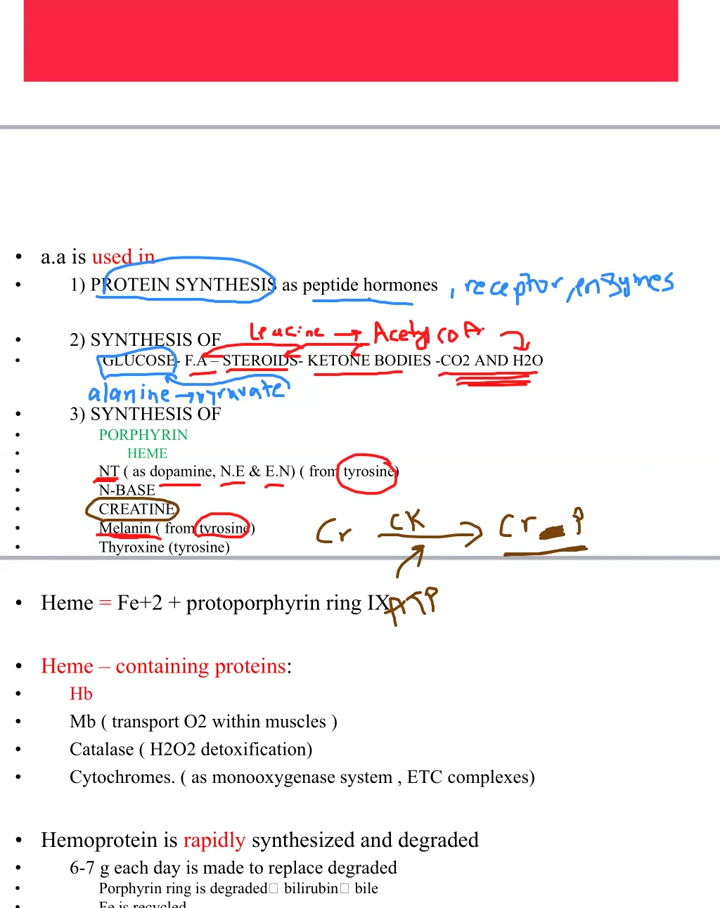 • a.a is used in
• 1) PROTEIN SYNTHESIS as peptide hormones , receptor, enzymes
• 2) SYNTHESIS OF Leucine → Acetyl coA
• GLUCOSE- F.A – STEROIDS- KETONE BODIES -CO2 AND H2O
alanine → pyruvate
• 3) SYNTHESIS OF
• PORPHYRIN
• HEME
• NT ( as dopamine, N.E & E.N) ( from tyrosine)
• N-BASE
• CREATINE
• Melanin ( from tyrosine)
Cr CK → Cr – P
• Thyroxine (tyrosine)
ATP
• Heme = Fe+2 + protoporphyrin ring IX
• Heme – containing proteins:
• Hb
• Mb ( transport O2 within muscles )
• Catalase ( H2O2 detoxification)
• Cytochromes. ( as monooxygenase system , ETC complexes)
• Hemoprotein is rapidly synthesized and degraded
• 6-7 g each day is made to replace degraded
• Porphyrin ring is degraded□ bilirubin□ bile
• Fe is recycled